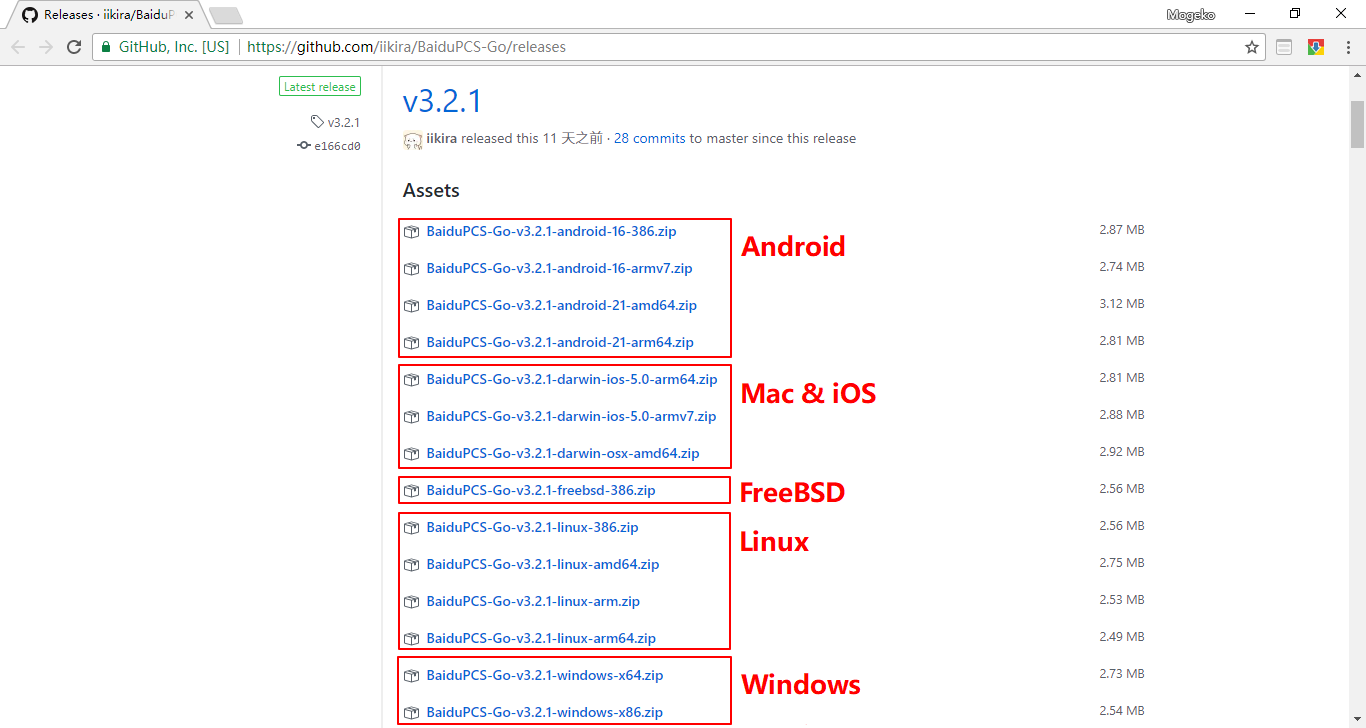 Releases · iikira/BaiduP
Mogeko
GitHub, Inc. [US] https://github.com/iikira/BaiduPCS-Go/releases
Latest release
v3.2.1
v3.2.1
iikira released this 11 天之前 · 28 commits to master since this release
e166cd0
Assets
BaiduPCS-Go-v3.2.1-android-16-386.zip 2.87 MB
Android
BaiduPCS-Go-v3.2.1-android-16-armv7.zip 2.74 MB
BaiduPCS-Go-v3.2.1-android-21-amd64.zip 3.12 MB
BaiduPCS-Go-v3.2.1-android-21-arm64.zip 2.81 MB
BaiduPCS-Go-v3.2.1-darwin-ios-5.0-arm64.zip 2.81 MB
Mac & iOS
BaiduPCS-Go-v3.2.1-darwin-ios-5.0-armv7.zip 2.88 MB
BaiduPCS-Go-v3.2.1-darwin-osx-amd64.zip 2.92 MB
BaiduPCS-Go-v3.2.1-freebsd-386.zip 2.56 MB
FreeBSD
BaiduPCS-Go-v3.2.1-linux-386.zip 2.56 MB
Linux
BaiduPCS-Go-v3.2.1-linux-amd64.zip 2.75 MB
BaiduPCS-Go-v3.2.1-linux-arm.zip 2.53 MB
BaiduPCS-Go-v3.2.1-linux-arm64.zip 2.49 MB
BaiduPCS-Go-v3.2.1-windows-x64.zip 2.73 MB
Windows
BaiduPCS-Go-v3.2.1-windows-x86.zip 2.54 MB